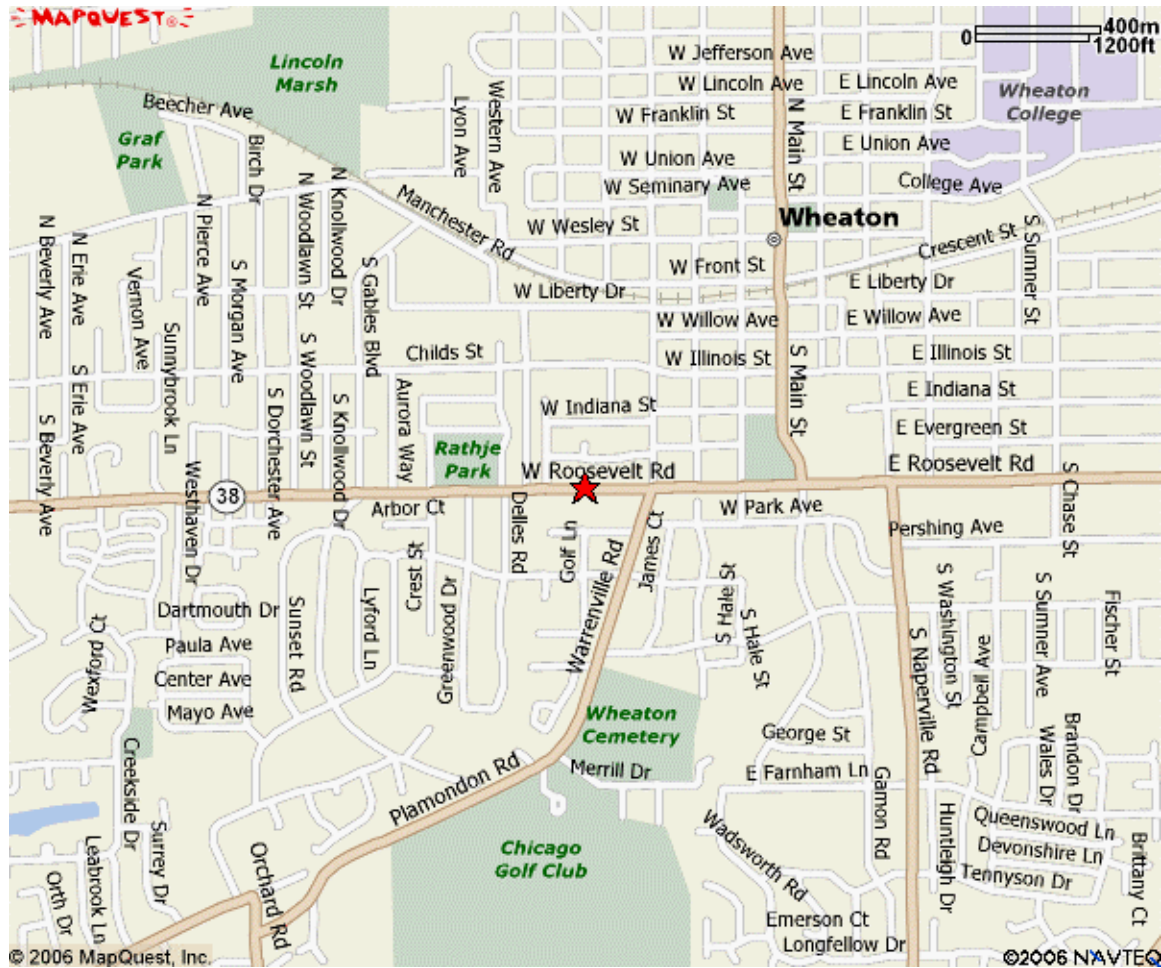 MAPQUEST
400m
0
1200ft
W Jefferson Ave
Lincoln
Marsh
W Lincoln Ave
E Lincoln Ave
Wheaton
College
Beecher Ave
Lyon Ave
Western Ave
W Franklin St
N Main St
E Franklin St
Graf
Park
Birch Dr
W Union Ave
E Union Ave
W Seminary Ave
College Ave
N Knollwood Dr
N Woodlawn St
Manchester Rd
N Pierce Ave
W Wesley St
Wheaton
Crescent St
S Sumner St
N Beverly Ave
N Erie Ave
Vernon Ave
S Morgan Ave
S Gables Blvd
W Front St
W Liberty Dr
E Liberty Dr
W Willow Ave
E Willow Ave
Sunnybrook Ln
S Woodlawn St
Childs St
W Illinois St
S Main St
E Illinois St
S Erie Ave
Aurora Way
E Indiana St
S Beverly Ave
S Dorchester Ave
S Knollwood Dr
W Indiana St
E Evergreen St
Rathje
Park
W Roosevelt Rd
E Roosevelt Rd
Westhaven Dr
38
Arbor Ct
Delles Rd
W Park Ave
S Chase St
Golf Ln
James Ct
Pershing Ave
Warrenville Rd
Crest St
Greenwood Dr
Lyford Ln
Sunset Rd
Dartmouth Dr
Paula Ave
Wexford Ct
Center Ave
Mayo Ave
S Hale St
S Hale St
S Washington St
S Naperville Rd
Campbell Ave
S Sumner Ave
Fischer St
Wheaton
Cemetery
George St
Wales Dr
Brandon Dr
Creekside Dr
Plamondon Rd
Merrill Dr
E Farnham Ln
Gamon Rd
Huntleigh Dr
Queenswood Ln
Devonshire Ln
Tennyson Dr
Brittany Ct
Surrey Dr
Leabrook Ln
Orth Dr
Orchard Rd
Chicago
Golf Club
Wadsworth Rd
Emerson Ct
Longfellow Dr
© 2006 MapQuest, Inc.
©2006 NAVTEQ